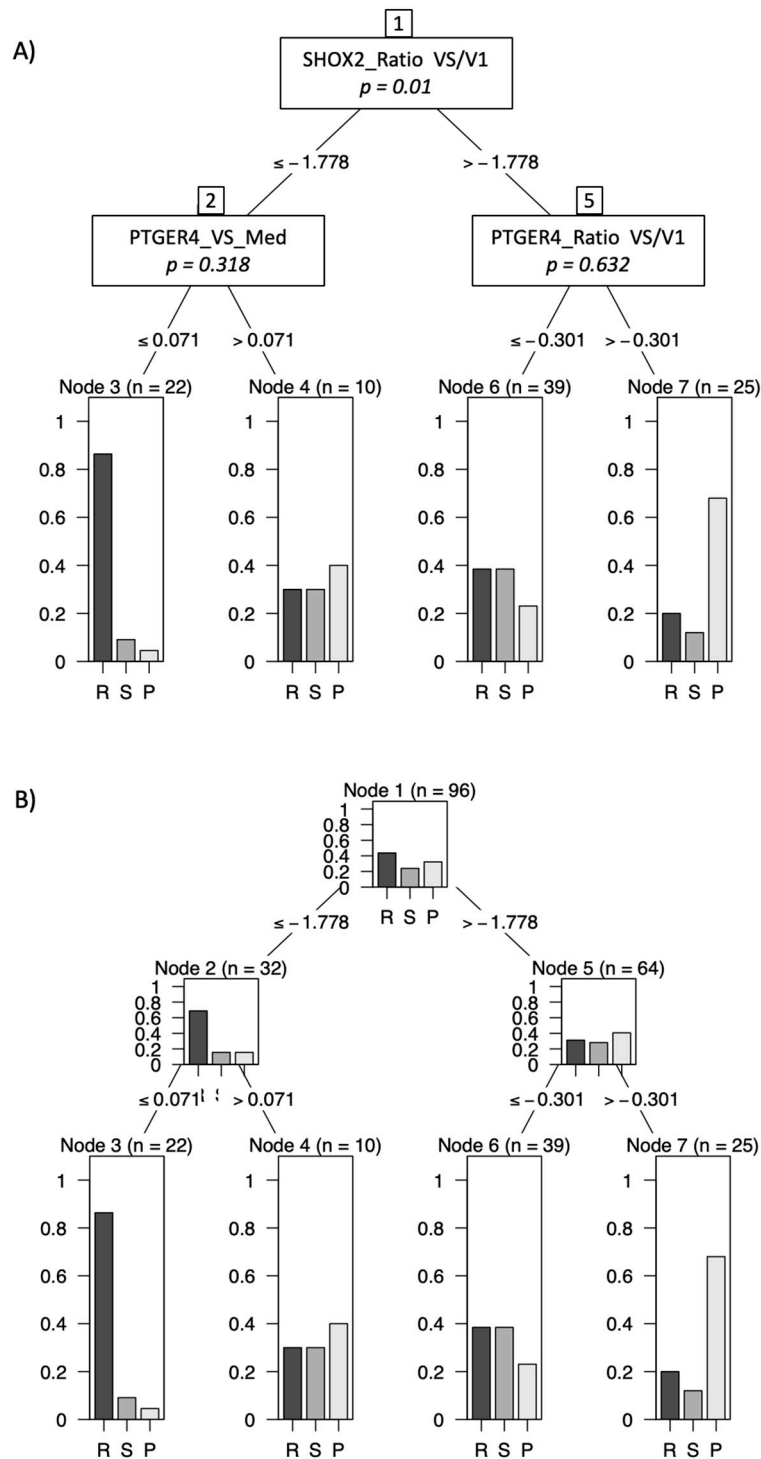 A)
1
SHOX2_Ratio VS/V1
p = 0.01
≤ −1.778
> −1.778
2
5
PTGER4_VS_Med
p = 0.318
PTGER4_Ratio VS/V1
p = 0.632
≤ 0.071
> 0.071
≤ −0.301
> −0.301
Node 3 (n = 22)
1
0.8
0.6
0.4
0.2
0
R S P
Node 4 (n = 10)
1
0.8
0.6
0.4
0.2
0
R S P
Node 6 (n = 39)
1
0.8
0.6
0.4
0.2
0
R S P
Node 7 (n = 25)
1
0.8
0.6
0.4
0.2
0
R S P
B)
Node 1 (n = 96)
1
0.8
0.6
0.4
0.2
0
R S P
≤ −1.778
> −1.778
Node 2 (n = 32)
1
0.8
0.6
0.4
0.2
0
Node 5 (n = 64)
1
0.8
0.6
0.4
0.2
0
≤ 0.071
> 0.071
≤ −0.301
> −0.301
Node 3 (n = 22)
1
0.8
0.6
0.4
0.2
0
R S P
Node 4 (n = 10)
1
0.8
0.6
0.4
0.2
0
R S P
Node 6 (n = 39)
1
0.8
0.6
0.4
0.2
0
R S P
Node 7 (n = 25)
1
0.8
0.6
0.4
0.2
0
R S P